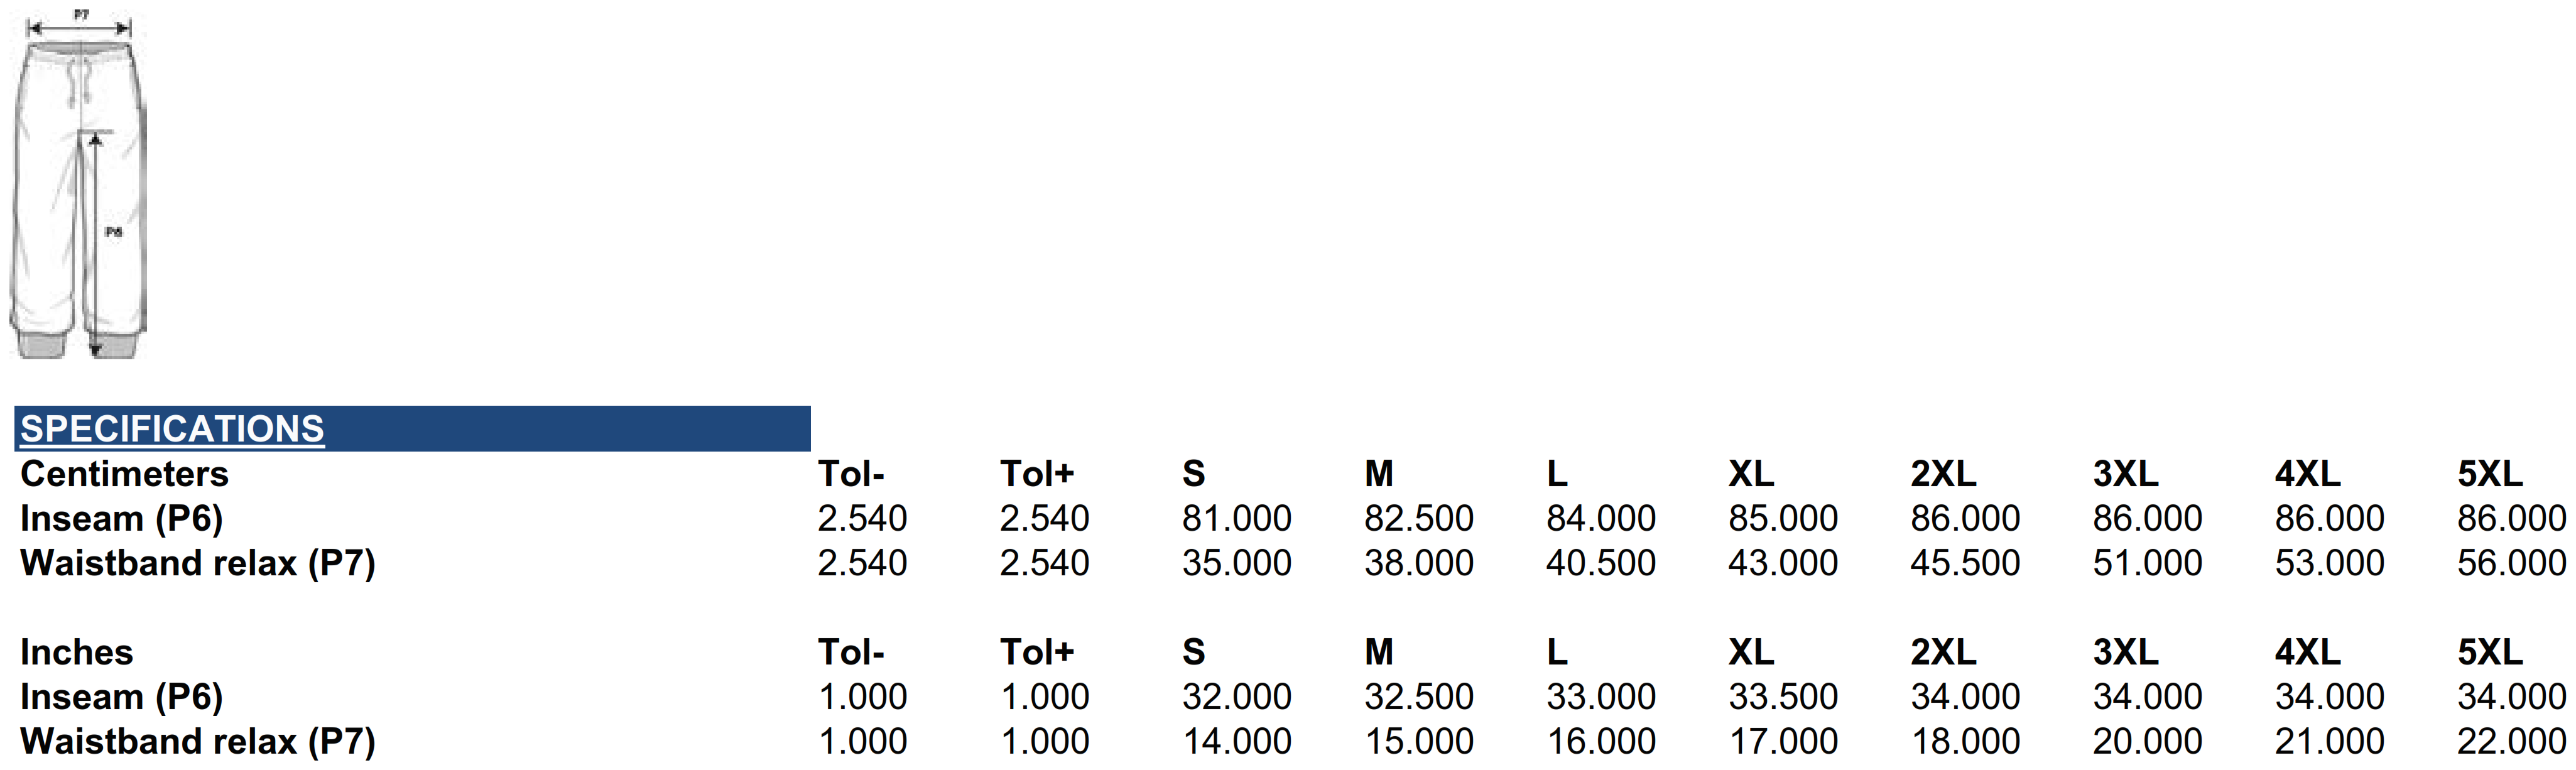 P7
P6
SPECIFICATIONS
Centimeters Tol- Tol+ S M L XL 2XL 3XL 4XL 5XL
Inseam (P6) 2.540 2.540 81.000 82.500 84.000 85.000 86.000 86.000 86.000 86.000
Waistband relax (P7) 2.540 2.540 35.000 38.000 40.500 43.000 45.500 51.000 53.000 56.000
Inches Tol- Tol+ S M L XL 2XL 3XL 4XL 5XL
Inseam (P6) 1.000 1.000 32.000 32.500 33.000 33.500 34.000 34.000 34.000 34.000
Waistband relax (P7) 1.000 1.000 14.000 15.000 16.000 17.000 18.000 20.000 21.000 22.000